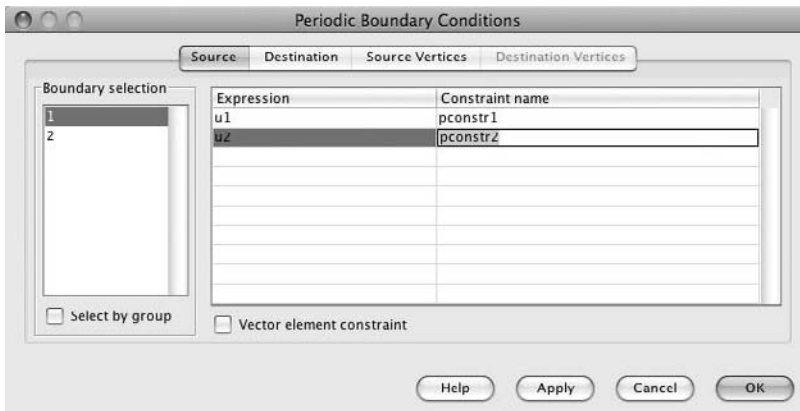 Periodic Boundary Conditions
Source Destination Source Vertices Destination Vertices
Boundary selection
1
2
Select by group
Expression Constraint name
u1 pconstr1
u2 pconstr2
Vector element constraint
Help Apply Cancel OK